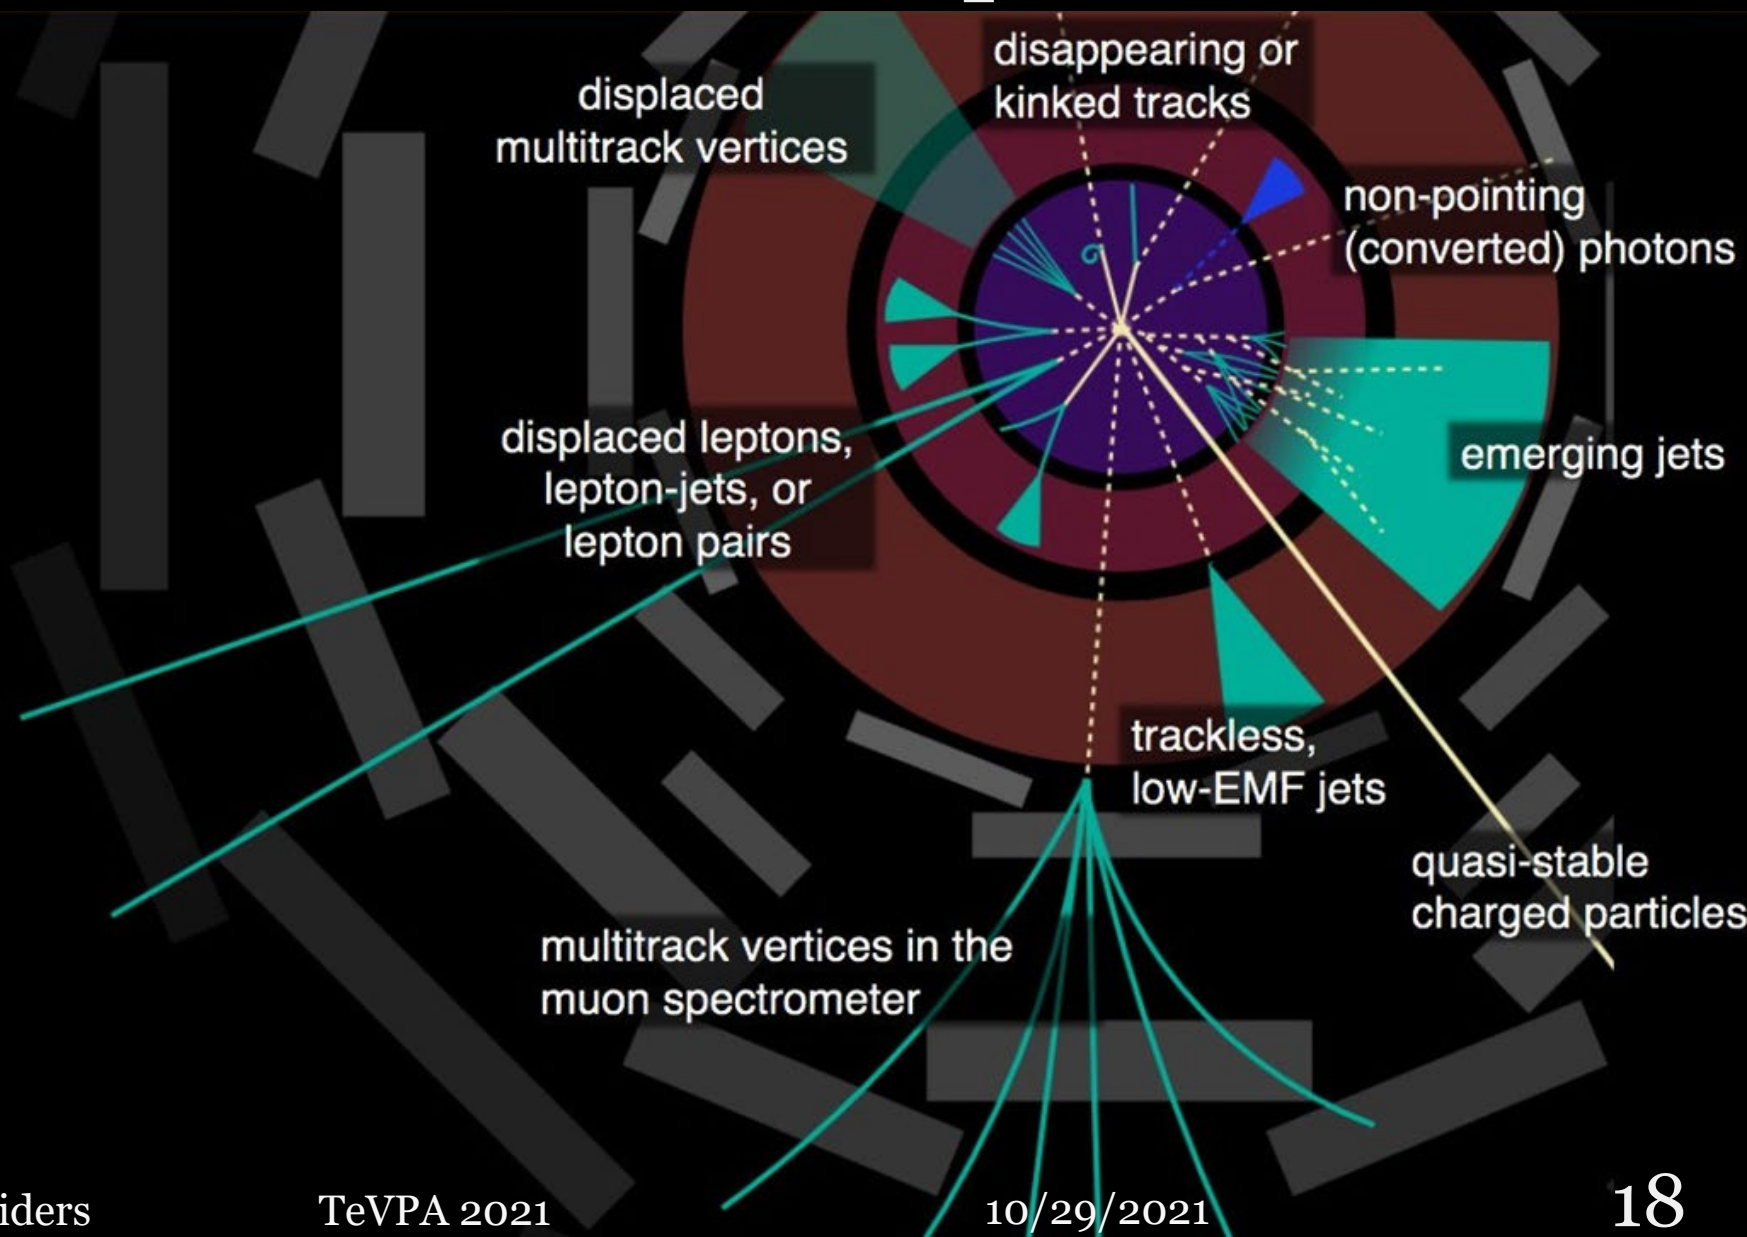 disappearing or
kinked tracks
displaced
multitrack vertices
non-pointing
(converted) photons
displaced leptons,
lepton-jets, or
lepton pairs
emerging jets
trackless,
low-EMF jets
quasi-stable
charged particles
multitrack vertices in the
muon spectrometer
iders
TeVPA 2021
10/29/2021
18